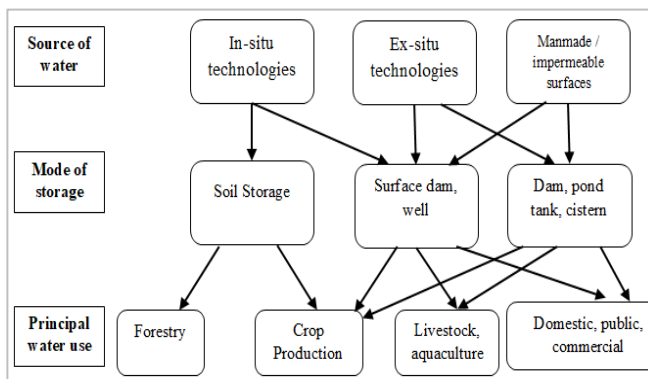 Source of
water
In-situ
technologies
Ex-situ
technologies
Manmade /
impermeable
surfaces
Mode of
storage
Soil Storage
Surface dam,
well
Dam, pond
tank, cistern
Principal
water use
Forestry
Crop
Production
Livestock,
aquaculture
Domestic, public,
commercial